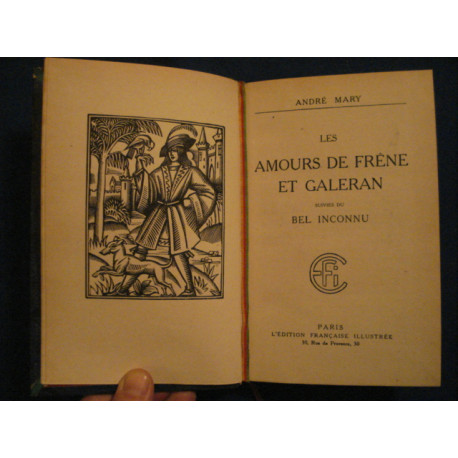 ANDRÉ MARY
LES
AMOURS DE FRÊNE
ET GALERAN
SUIVIES DU
BEL INCONNU
EFI
PARIS
L'ÉDITION FRANÇAISE ILLUSTRÉE
30, Rue de Provence, 30